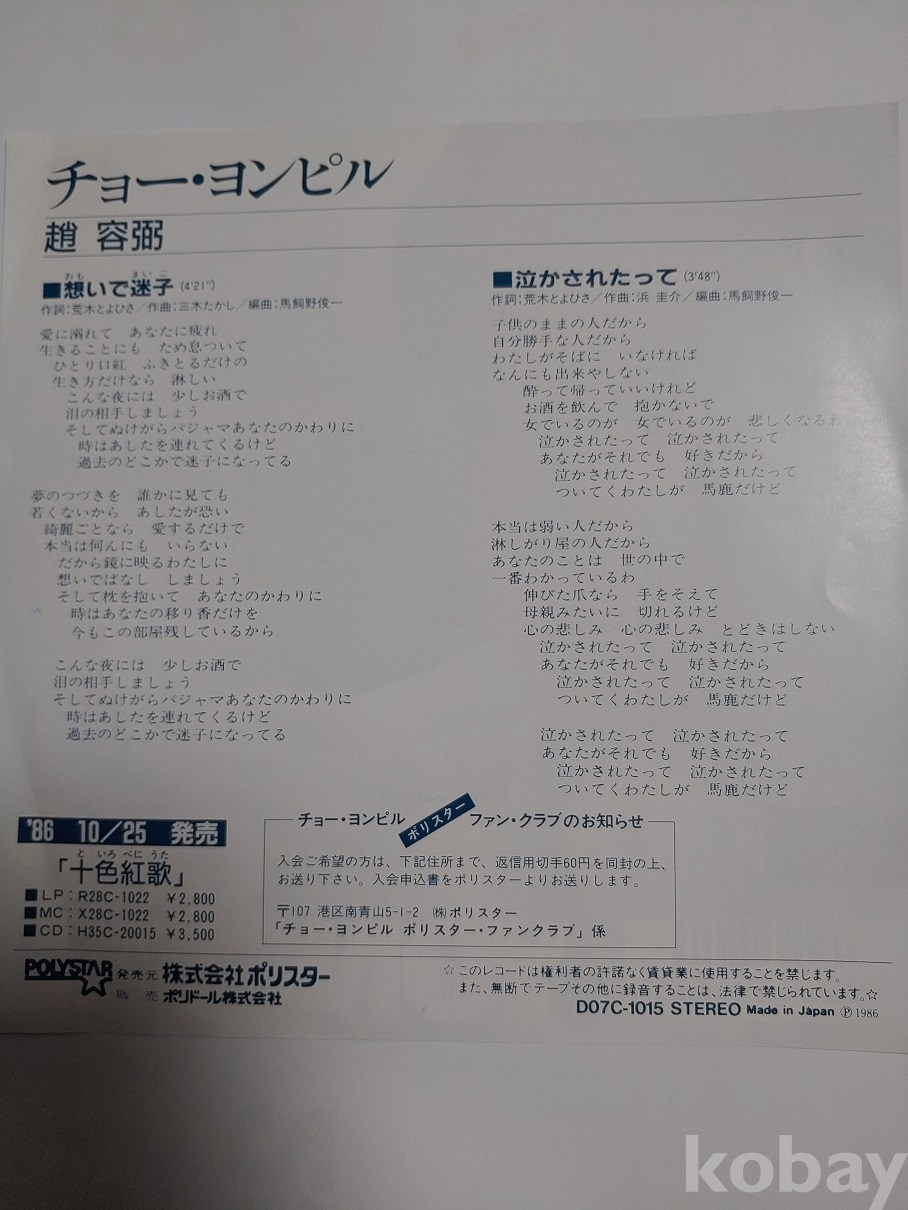 チョー・ヨンピル
趙 容弼
■想いで迷子 (4'21")
おも まいご
作詞:荒木とよひさ/作曲:三木たかし/編曲:馬飼野俊一
愛に溺れて あなたに疲れ
生きることにも ため息ついて
ひとり口紅 ふきとるだけの
生き方だけなら 淋しい
こんな夜には 少しお酒で
泪の相手しましょう
そしてぬけがらパジャマあなたのかわりに
時はあしたを連れてくるけど
過去のどこかで迷子になってる
夢のつづきを 誰かに見ても
若くないから あしたが恐い
綺麗ごとなら 愛するだけで
本当は何んにも いらない
だから鏡に映るわたしに
想いでばなし しましょう
そして枕を抱いて あなたのかわりに
時はあなたの移り香だけを
今もこの部屋残しているから
こんな夜には 少しお酒で
泪の相手しましょう
そしてぬけがらパジャマあなたのかわりに
時はあしたを連れてくるけど
過去のどこかで迷子になってる
■泣かされたって (3'48")
作詞:荒木とよひさ/作曲:浜 圭介/編曲:馬飼野俊一
子供のままの人だから
自分勝手な人だから
わたしがそばに いなければ
なんにも出来やしない
酔って帰っていいけれど
お酒を飲んで 抱かないで
女でいるのが 女でいるのが 悲しくなるわ
泣かされたって 泣かされたって
あなたがそれでも 好きだから
泣かされたって 泣かされたって
ついてくわたしが 馬鹿だけど
本当は弱い人だから
淋しがり屋の人だから
あなたのことは 世の中で
一番わかっているわ
伸びた爪なら 手をそえて
母親みたいに 切れるけど
心の悲しみ 心の悲しみ とどきはしない
泣かされたって 泣かされたって
あなたがそれでも 好きだから
泣かされたって 泣かされたって
ついてくわたしが 馬鹿だけど
泣かされたって 泣かされたって
あなたがそれでも 好きだから
泣かされたって 泣かされたって
ついてくわたしが 馬鹿だけど
'86 10/25 発売
と いろ べに うた
「十色紅歌」
■LP:R28C-1022 ¥2,800
■MC:X28C-1022 ¥2,800
■CD:H35C-20015 ¥3,500
チョー・ヨンピル ポリスター ファン・クラブのお知らせ
入会ご希望の方は、下記住所まで、返信用切手60円を同封の上、
お送り下さい。入会申込書をポリスターよりお送りします。
〒107 港区南青山5-1-2 ㈱ポリスター
「チョー・ヨンピル ポリスター・ファンクラブ」係
POLYSTAR 発売元 株式会社ポリスター
販売 ポリドール株式会社
☆このレコードは権利者の許諾なく賃貸業に使用することを禁じます。
また、無断でテープその他に録音することは、法律で禁じられています。☆
D07C-1015 STEREO Made in Japan Ⓟ1986
kobay